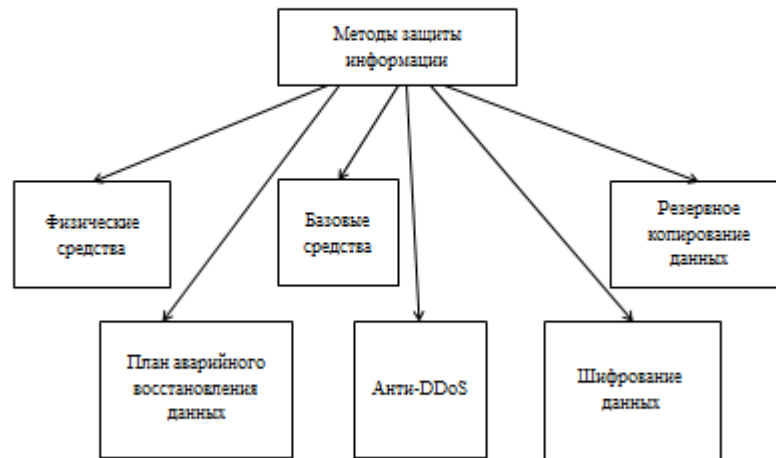 Методы защиты
информации
Физические
средства
Базовые
средства
Резервное
копирование
данных
План аварийного
восстановления
данных
Анти-DDoS
Шифрование
данных